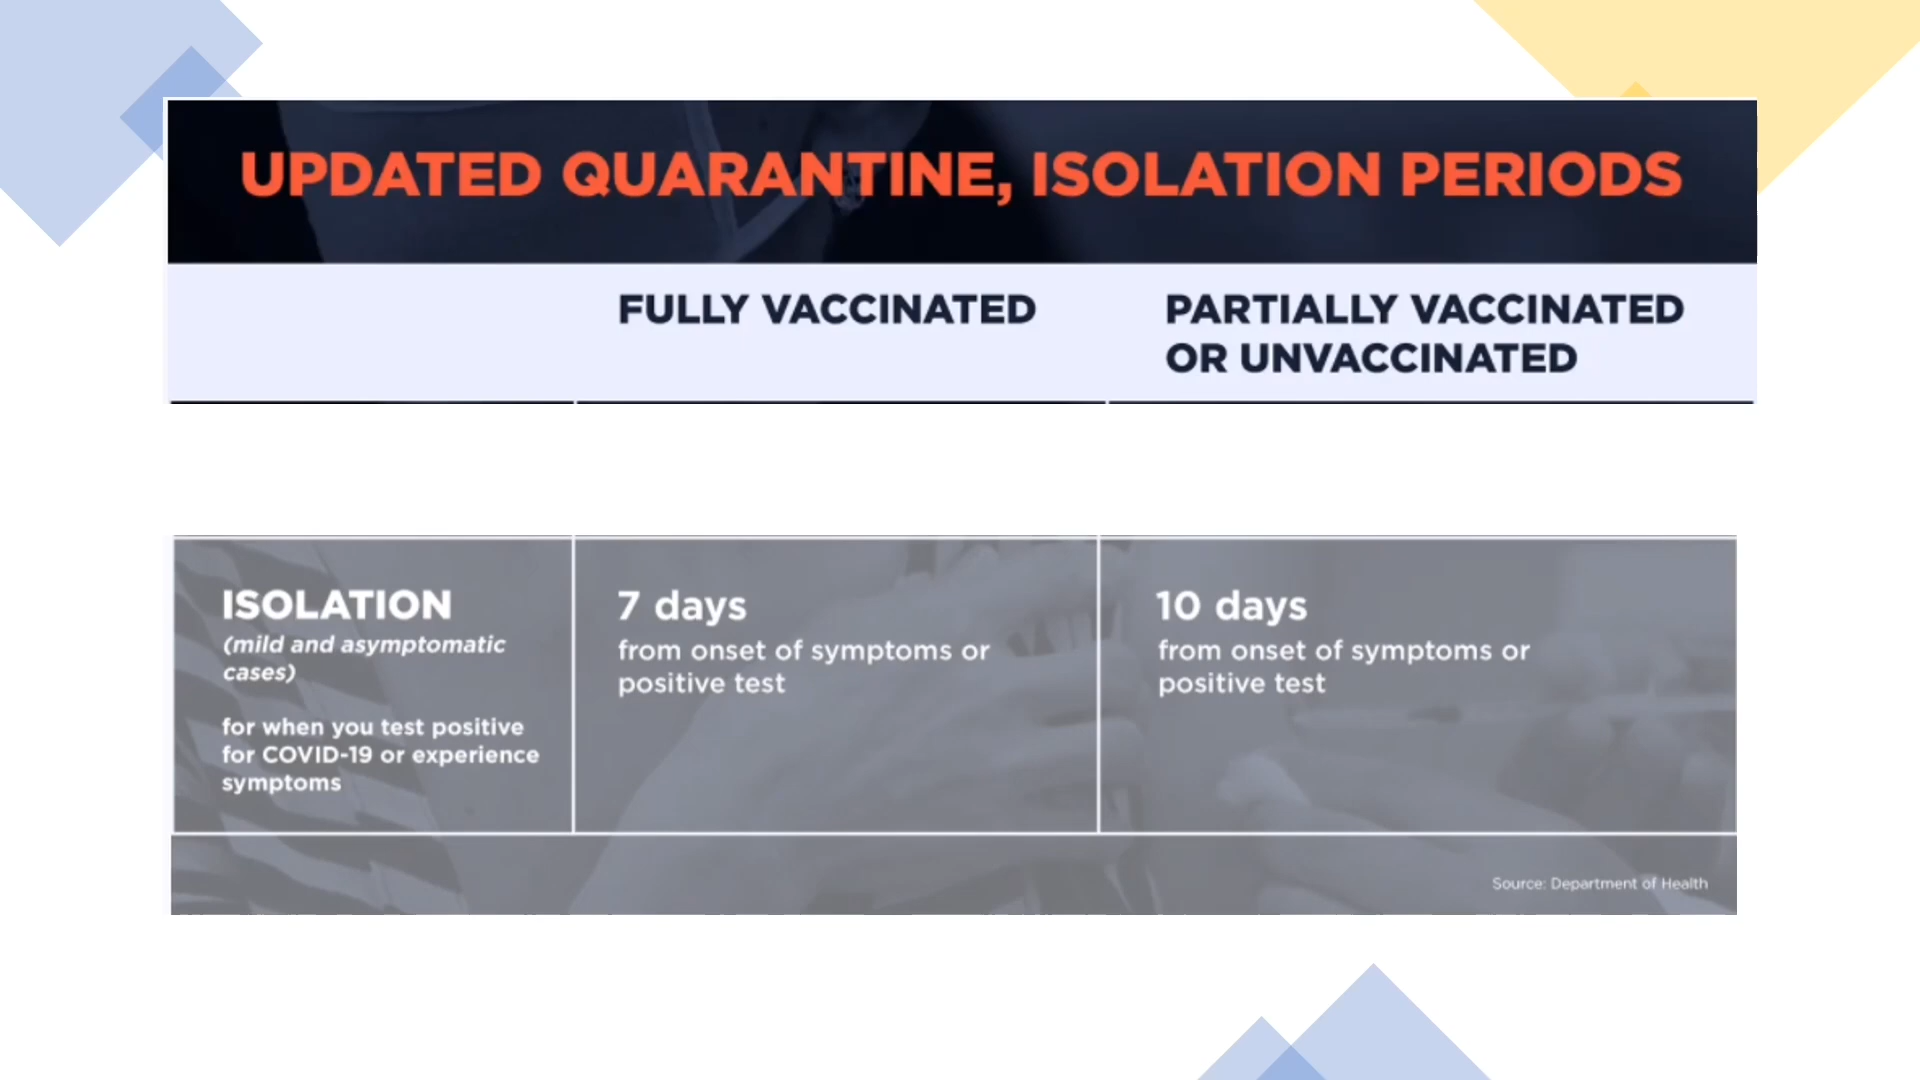 UPDATED QUARANTINE, ISOLATION PERIODS
FULLY VACCINATED
PARTIALLY VACCINATED
OR UNVACCINATED
ISOLATION
(mild and asymptomatic
cases)
for when you test positive
for COVID-19 or experience
symptoms
7 days
from onset of symptoms or
positive test
10 days
from onset of symptoms or
positive test
Source: Department of Health